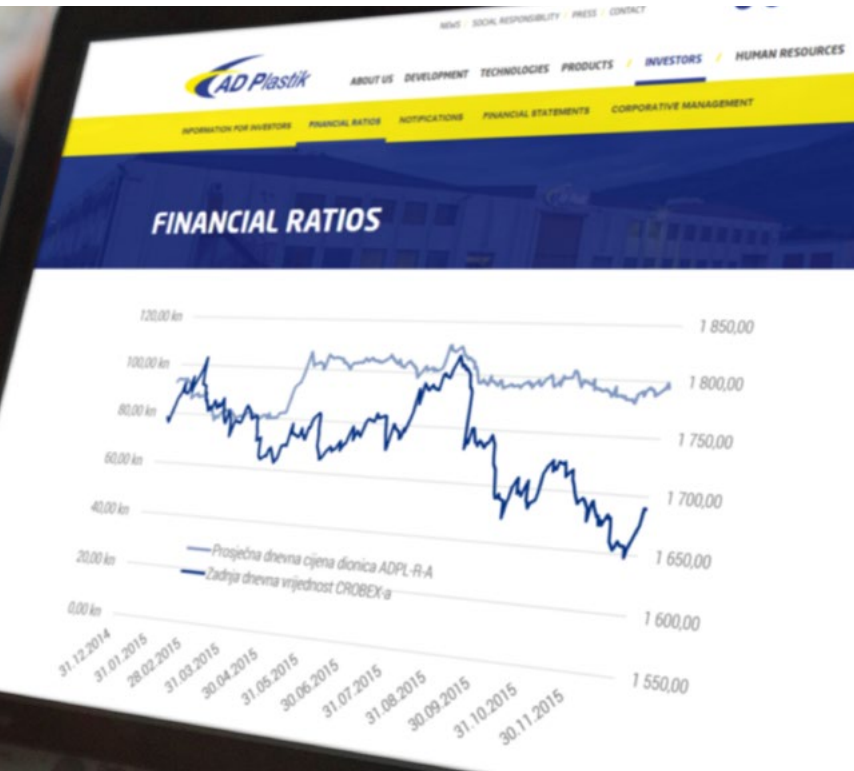 NEWS / SOCIAL RESPONSIBILITY / PRESS / CONTACT
AD Plastik
ABOUT US DEVELOPMENT TECHNOLOGIES PRODUCTS / INVESTORS / HUMAN RESOURCES
INFORMATION FOR INVESTORS FINANCIAL RATIOS NOTIFICATIONS FINANCIAL STATEMENTS CORPORATIVE MANAGEMENT
FINANCIAL RATIOS
120,00 kn
100,00 kn
80,00 kn
60,00 kn
40,00 kn
20,00 kn
0,00 kn
1 850,00
1 800,00
1 750,00
1 700,00
1 650,00
1 600,00
1 550,00
Prosječna dnevna cijena dionica ADPL-R-A
Zadnja dnevna vrijednost CROBEX-a
31.12.2014
31.01.2015
28.02.2015
31.03.2015
30.04.2015
31.05.2015
30.06.2015
31.07.2015
31.08.2015
30.09.2015
31.10.2015
30.11.2015